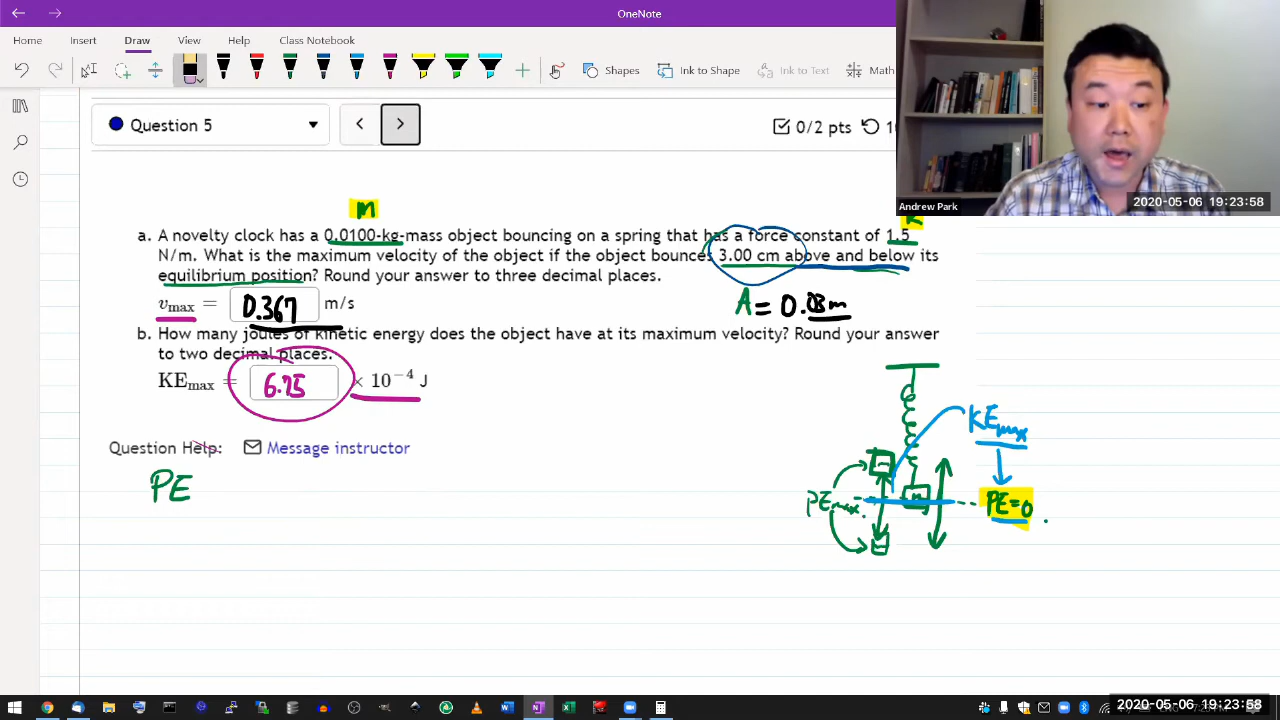 OneNote
Home Insert Draw View Help Class Notebook
Shapes Ink to Shape Ink to Text Math
Question 5
0/2 pts
m
a. A novelty clock has a 0.0100-kg-mass object bouncing on a spring that has a force constant of 1.5
N/m. What is the maximum velocity of the object if the object bounces 3.00 cm above and below its
equilibrium position? Round your answer to three decimal places.
vmax = 0.367 m/s
A = 0.03m
b. How many joules of kinetic energy does the object have at its maximum velocity? Round your answer
to two decimal places.
KEmax = 6.75 × 10−4 J
Question Help: Message instructor
PE
KEmax
PEmax
m
PE=0
Andrew Park
2020-05-06 19:23:58
2020-05-06 19:23:58